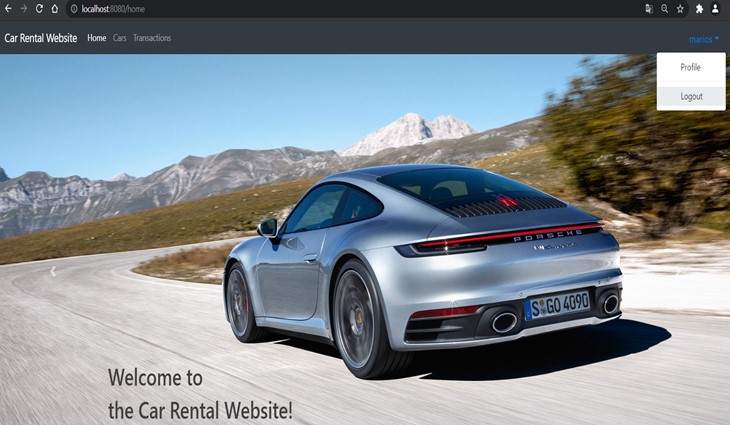 localhost:8080/home
Car Rental Website Home Cars Transactions
marios
Profile
Logout
PORSCHE
S GO 4090
Welcome to
the Car Rental Website!